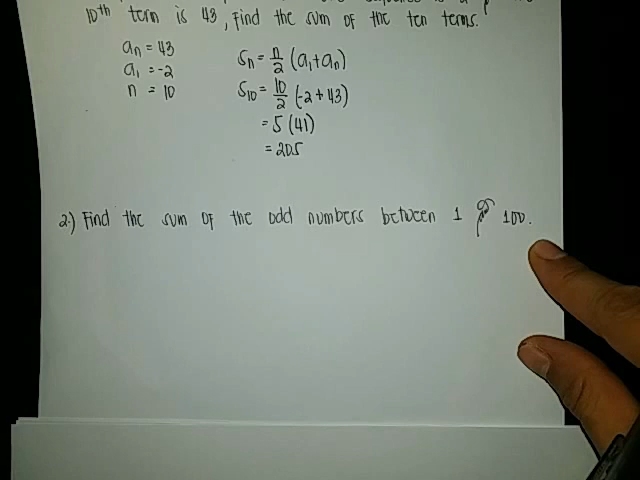 10th term is 43, Find the sum of the ten terms.
an = 43
a1 = -2
n = 10
Sn = n/2 (a1 + an)
S10 = 10/2 (-2 + 43)
= 5 (41)
= 205
2.) Find the sum of the odd numbers between 1 & 100.